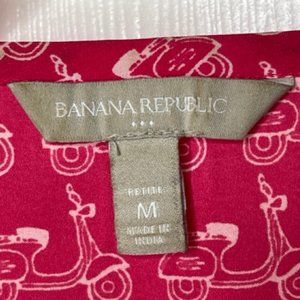 BANANA REPUBLIC
PETITE
M
MADE IN
INDIA